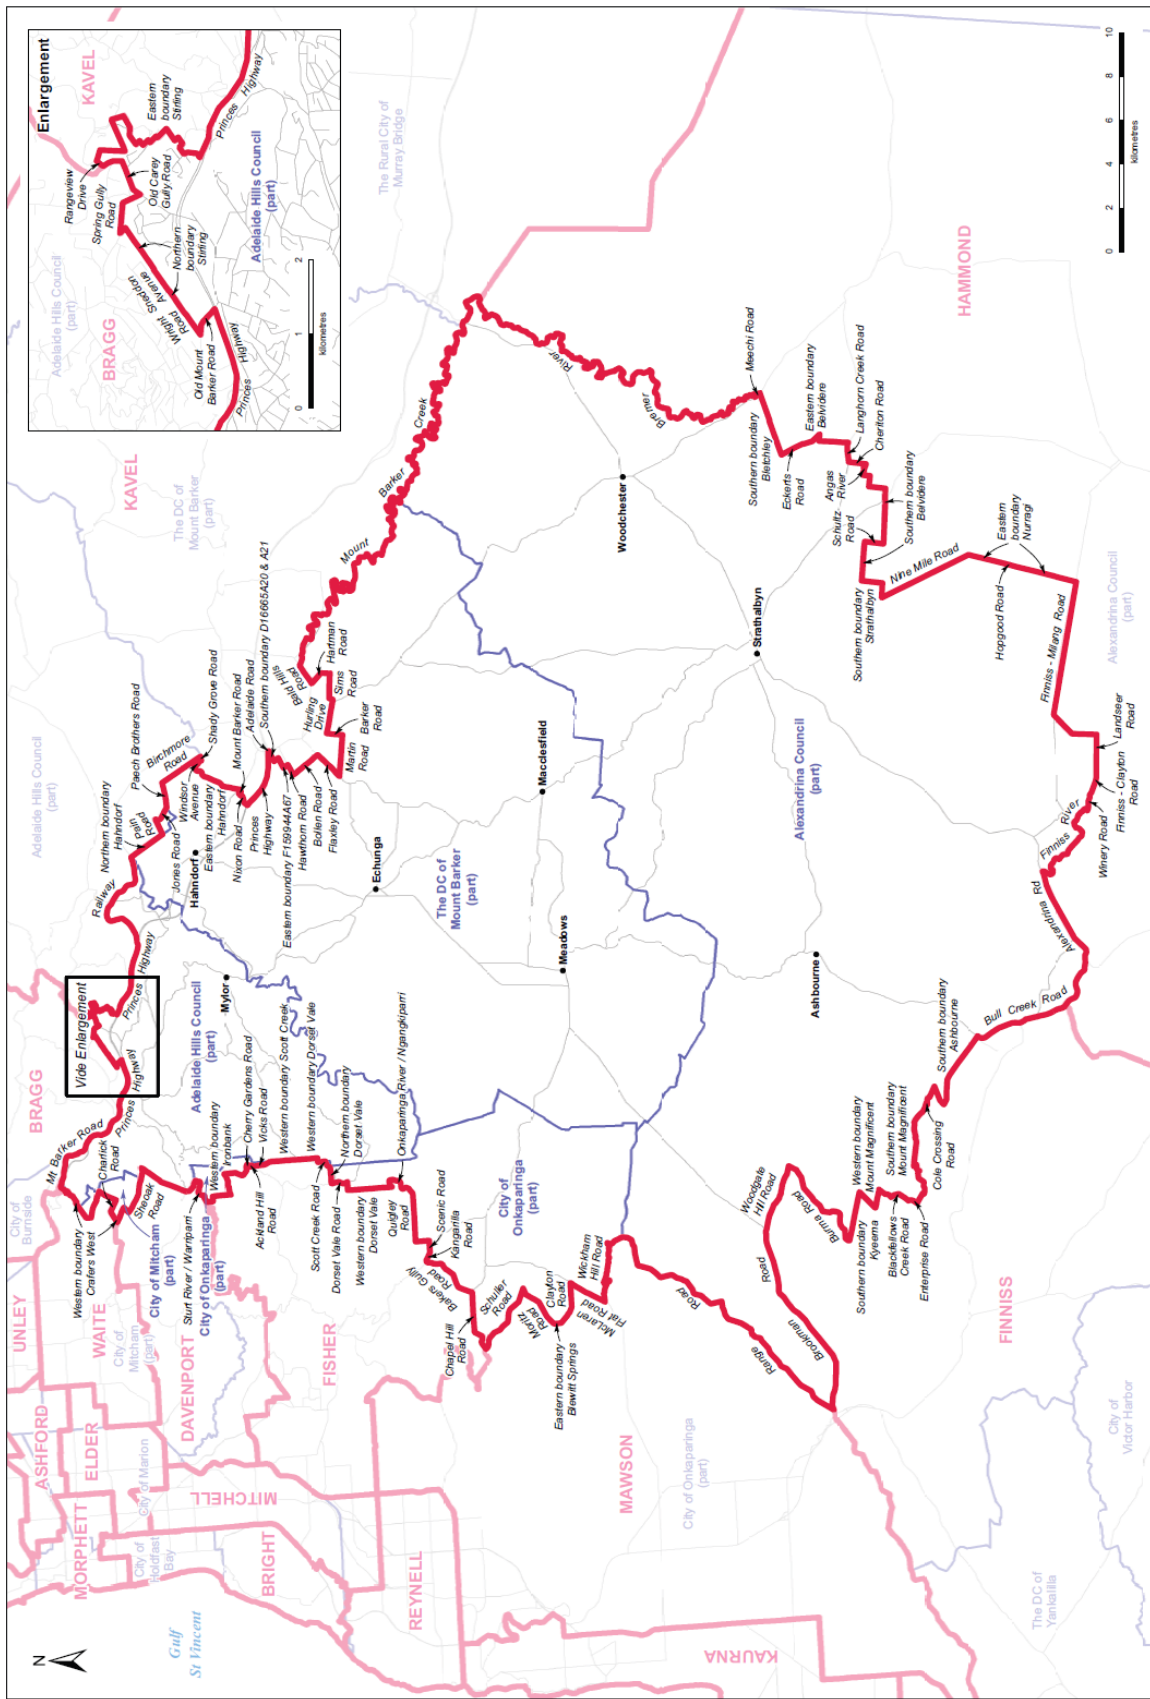 Enlargement
KAVEL
Eastern
boundary
Stirling
Princes Highway
Rangeview
Drive
Spring Gully
Road
Old Carey
Gully Road
Northern
boundary
Stirling
Adelaide Hills Council
(part)
Adelaide Hills Council
(part)
BRAGG
Sneddon
Avenue
Wright
Road
Old Mount
Barker Road
Princes
Highway
0 1 2
kilometres
N
Gulf
St Vincent
MORPHETT
ASHFORD
UNLEY
ELDER
WAITE
City of
Burnside
City of
Mitcham
(part)
City of Marion
City of
Holdfast
Bay
MITCHELL
BRIGHT
DAVENPORT
FISHER
REYNELL
KAURNA
MAWSON
City of Onkaparinga
(part)
The DC of
Yankalilla
City of
Victor Harbor
FINNISS
BRAGG
Vide Enlargement
Mt Barker Road
Princes
Highway
Princes
Highway
Railway
Northern boundary
Hahndorf
Pain
Road
Jones Road
Paech Brothers Road
Birchmore
Road
Shady Grove Road
Windsor
Avenue
Eastern boundary
Hahndorf
Mount Barker Road
Nixon Road
Adelaide Road
Princes
Highway
Southern boundary D16665A20 & A21
Eastern boundary F159944A67
Hawthorn Road
Bollen Road
Flaxley Road
Martin
Road
Barker
Road
Hurling
Drive
Sims
Road
Hartman
Road
Bald Hills
Road
Mount
Barker
Creek
KAVEL
The DC of
Mount Barker
(part)
Adelaide Hills Council
(part)
The Rural City of
Murray Bridge
Western boundary
Crafers West
Charlick
Road
Sheoak
Road
City of Mitcham
(part)
Sturt River / Warriparri
City of Onkaparinga
(part)
Western boundary
Ironbank
Cherry Gardens Road
Vicks Road
Ackland Hill
Road
Western boundary Scott Creek
Western boundary Dorset Vale
Scott Creek Road
Northern boundary
Dorset Vale
Dorset Vale Road
Western boundary
Dorset Vale
Onkaparinga River / Ngangkiparri
Quigley
Road
Scenic Road
Kangarilla
Road
Bakers Gully
Road
Chapel Hill
Road
Schuller
Road
Moritz
Road
Clayton
Road
Eastern boundary
Blewitt Springs
Wickham
Hill Road
McLaren
Flat Road
Range
Road
Brookman
Road
Woodgate
Hill Road
Burma Road
Southern boundary
Kyeema
Western boundary
Mount Magnificent
Blackfellows
Creek Road
Southern boundary
Mount Magnificent
Enterprise Road
Cole Crossing
Road
Southern boundary
Ashbourne
Bull Creek Road
Alexandrina Rd
Finniss
River
Winery Road
Finniss - Clayton
Road
Landseer
Road
Finniss - Milang Road
Hopgood Road
Eastern
boundary
Nurragi
Nine Mile Road
Southern boundary
Strathalbyn
Southern boundary
Belvidere
Schultz
Road
Angas
River
Cheriton Road
Langhorn Creek Road
Eastern boundary
Belvidere
Eckerts
Road
Southern boundary
Bletchley
Meechi Road
Bremer
River
Adelaide Hills Council
(part)
Mylor
Hahndorf
Echunga
The DC of
Mount Barker
(part)
Macclesfield
Meadows
City of
Onkaparinga
(part)
Woodchester
Strathalbyn
Alexandrina Council
(part)
Ashbourne
Alexandrina Council
(part)
HAMMOND
0 2 4 6 8 10
kilometres